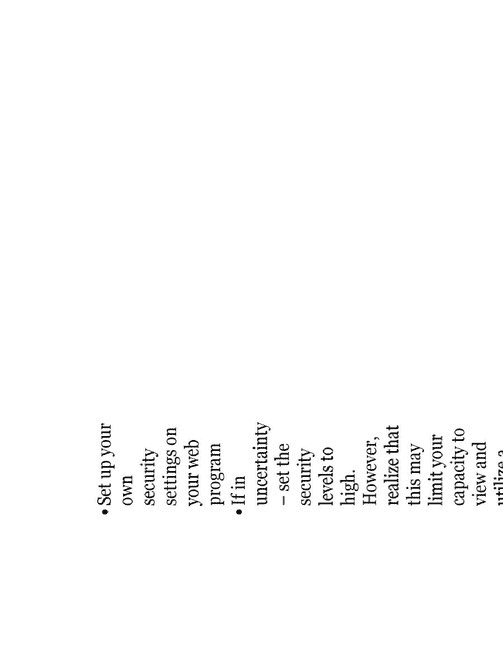 • Set up your
own
security
settings on
your web
program
• If in
uncertainty
– set the
security
levels to
high.
However,
realize that
this may
limit your
capacity to
view and
utilize a